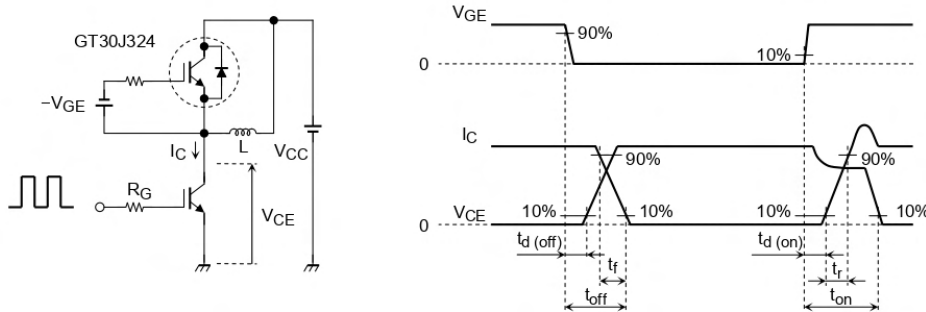 GT30J324
−VGE
IC
L
VCC
RG
VCE
VGE
90%
10%
0
IC
90%
90%
VCE
10%
10%
10%
10%
0
td (off)
td (on)
tf
tr
toff
ton